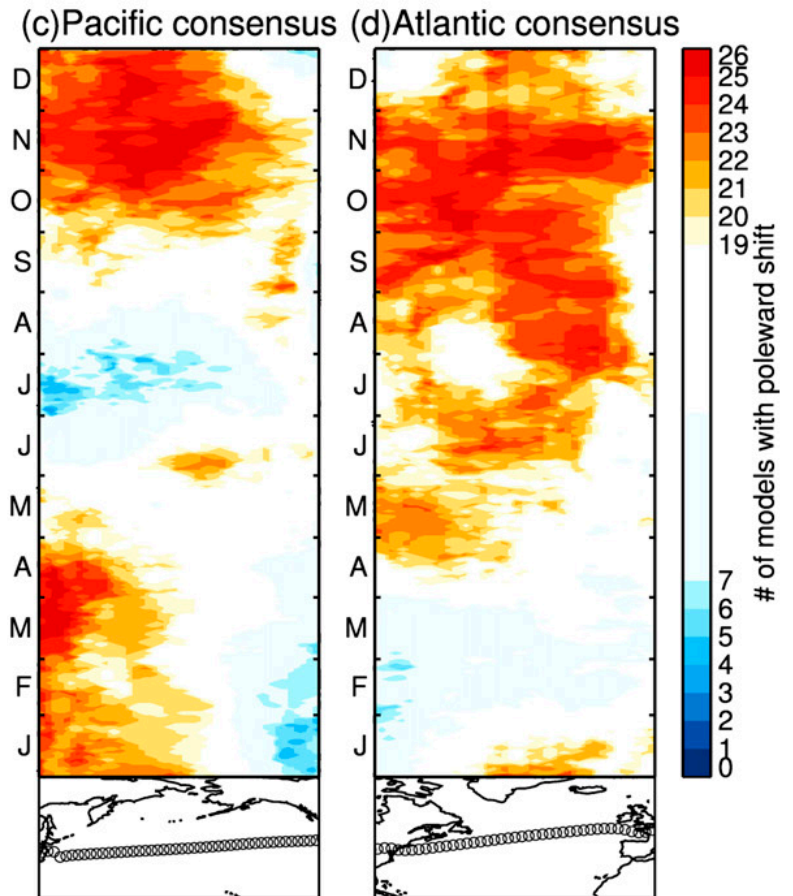 (c)Pacific consensus
D
N
O
S
A
J
J
M
A
M
F
J
(d)Atlantic consensus
D
N
O
S
A
J
J
M
A
M
F
J
26
25
24
23
22
21
20
19
7
6
5
4
3
2
1
0
# of models with poleward shift